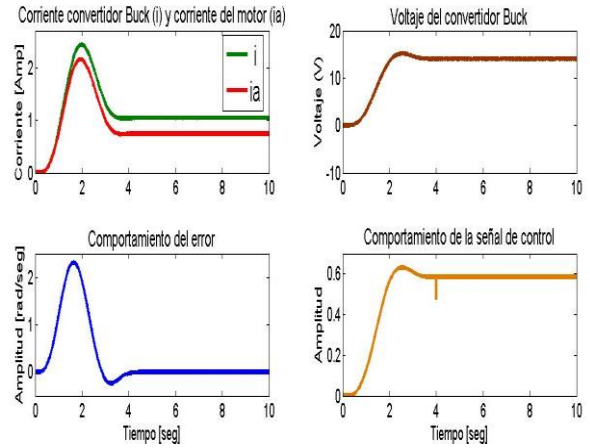 Corriente convertidor Buck (i) y corriente del motor (ia)
Corriente [Amp]
2
1
0
i
ia
0 2 4 6 8 10
Voltaje del convertidor Buck
Voltaje (V)
20
10
0
-10
0 2 4 6 8 10
Comportamiento del error
Amplitud [rad/seg]
2
1
0
0 2 4 6 8 10
Tiempo [seg]
Comportamiento de la señal de control
Amplitud
0.6
0.4
0.2
0
0 2 4 6 8 10
Tiempo [seg]